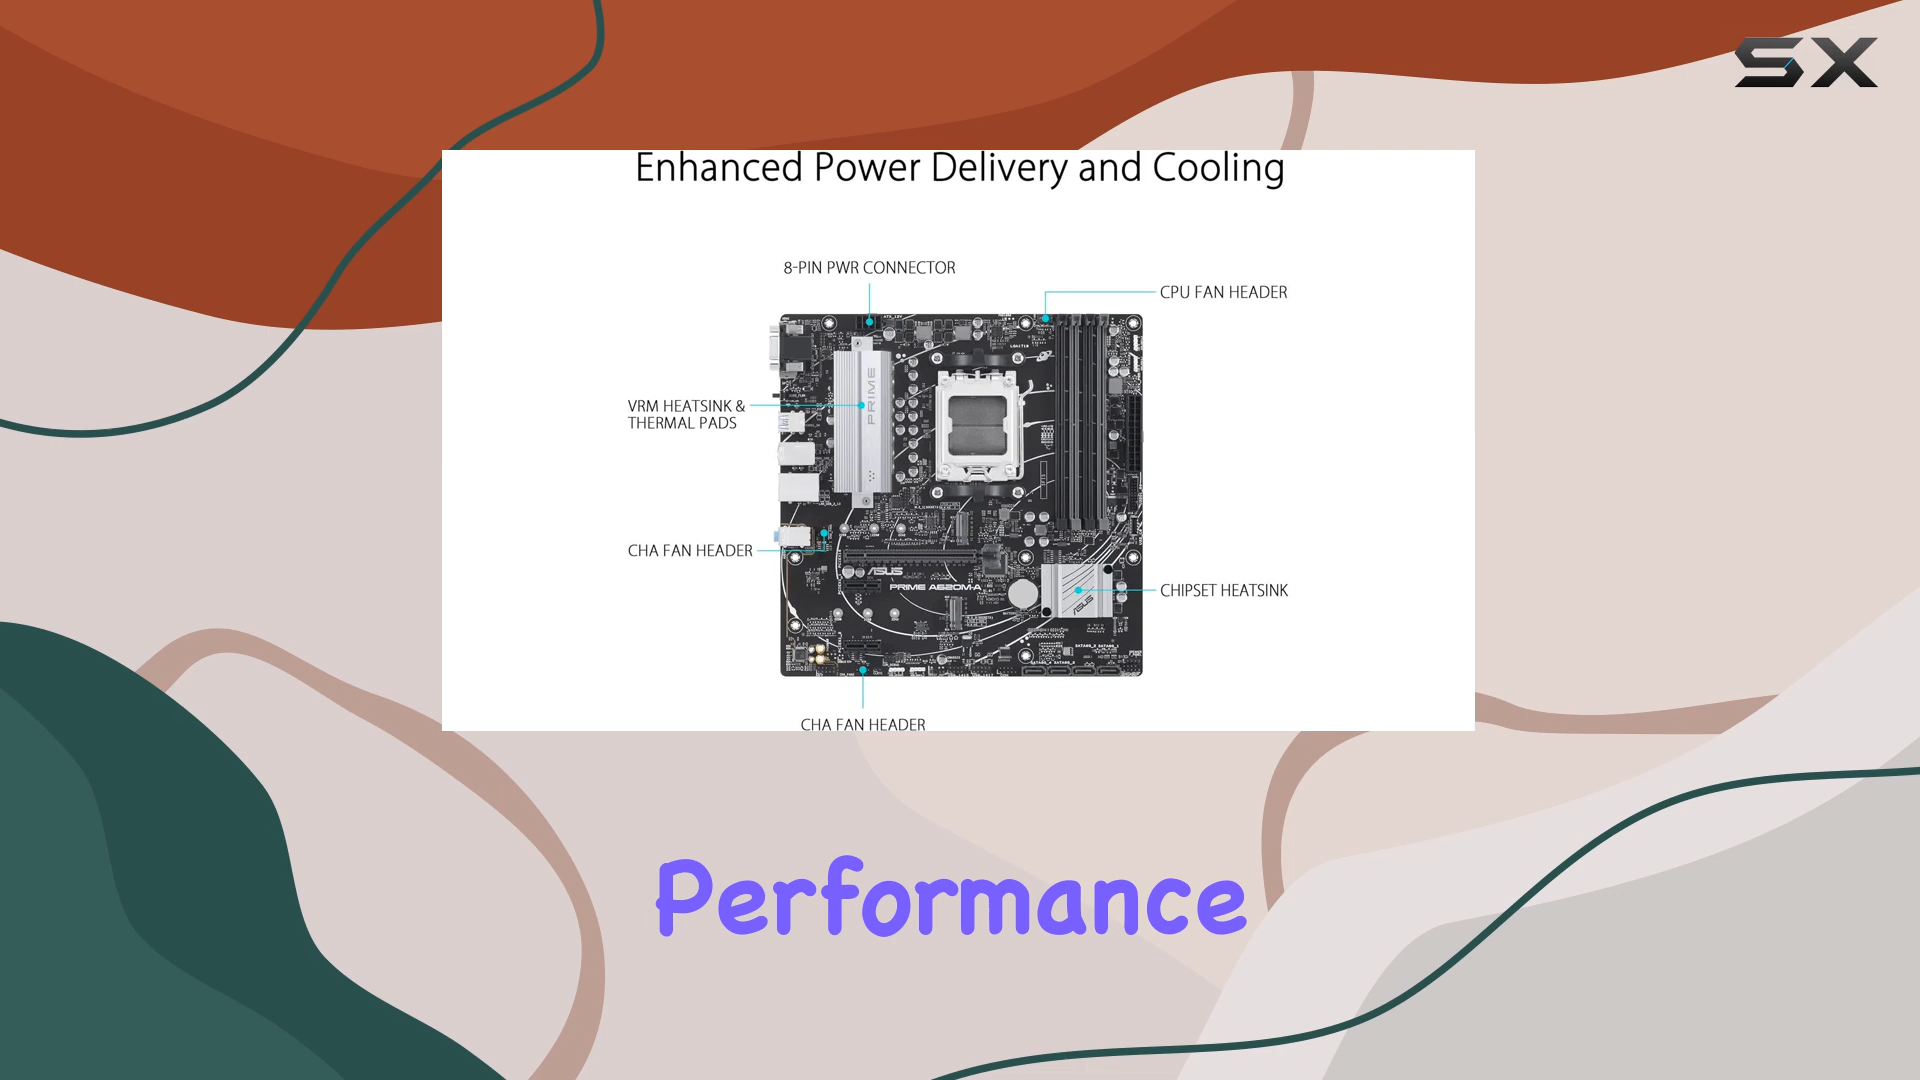 SX
Enhanced Power Delivery and Cooling
8-PIN PWR CONNECTOR
CPU FAN HEADER
PRIME
VRM HEATSINK &
THERMAL PADS
CHA FAN HEADER
ASUS
PRIME A620M-A
CHIPSET HEATSINK
ASUS
CHA FAN HEADER
Performance